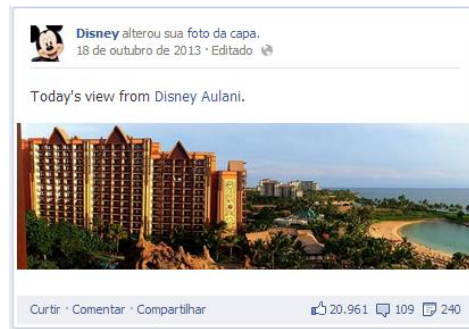 Disney alterou sua foto da capa.
18 de outubro de 2013 · Editado
Today's view from Disney Aulani.
Curtir · Comentar · Compartilhar 20.961 109 240